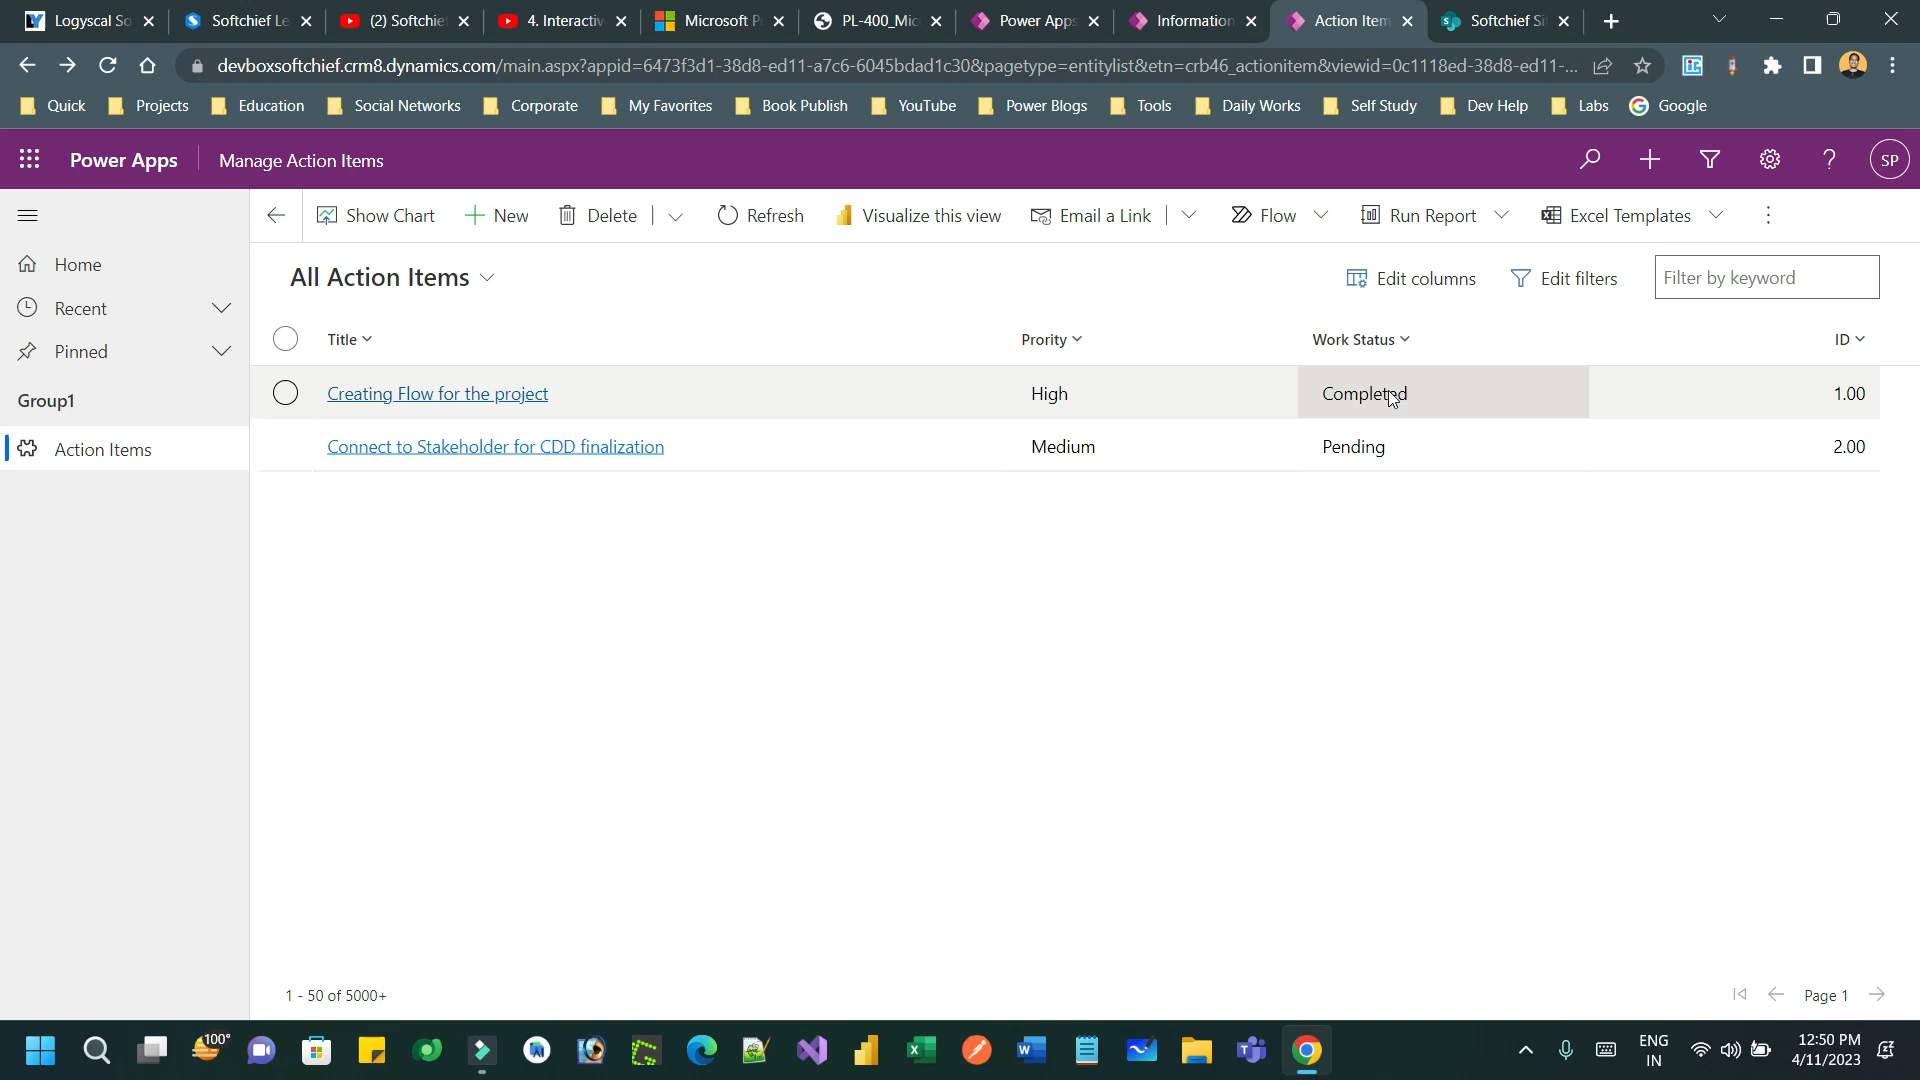 Logyscal So
Softchief Le
(2) Softchie
4. Interactiv
Microsoft P
PL-400_Mic
Power Apps
Information
Action Item
Softchief Sit
devboxsoftchief.crm8.dynamics.com/main.aspx?appid=6473f3d1-38d8-ed11-a7c6-6045bdad1c30&pagetype=entitylist&etn=crb46_actionitem&viewid=0c1118ed-38d8-ed11-...
Quick
Projects
Education
Social Networks
Corporate
My Favorites
Book Publish
YouTube
Power Blogs
Tools
Daily Works
Self Study
Dev Help
Labs
Google
Power Apps
Manage Action Items
SP
Show Chart
New
Delete
Refresh
Visualize this view
Email a Link
Flow
Run Report
Excel Templates
Home
Recent
Pinned
Group1
Action Items
All Action Items
Edit columns
Edit filters
Filter by keyword
Title
Prority
Work Status
ID
Creating Flow for the project
High
Completed
1.00
Connect to Stakeholder for CDD finalization
Medium
Pending
2.00
1 - 50 of 5000+
Page 1
100°
ENG
IN
12:50 PM
4/11/2023